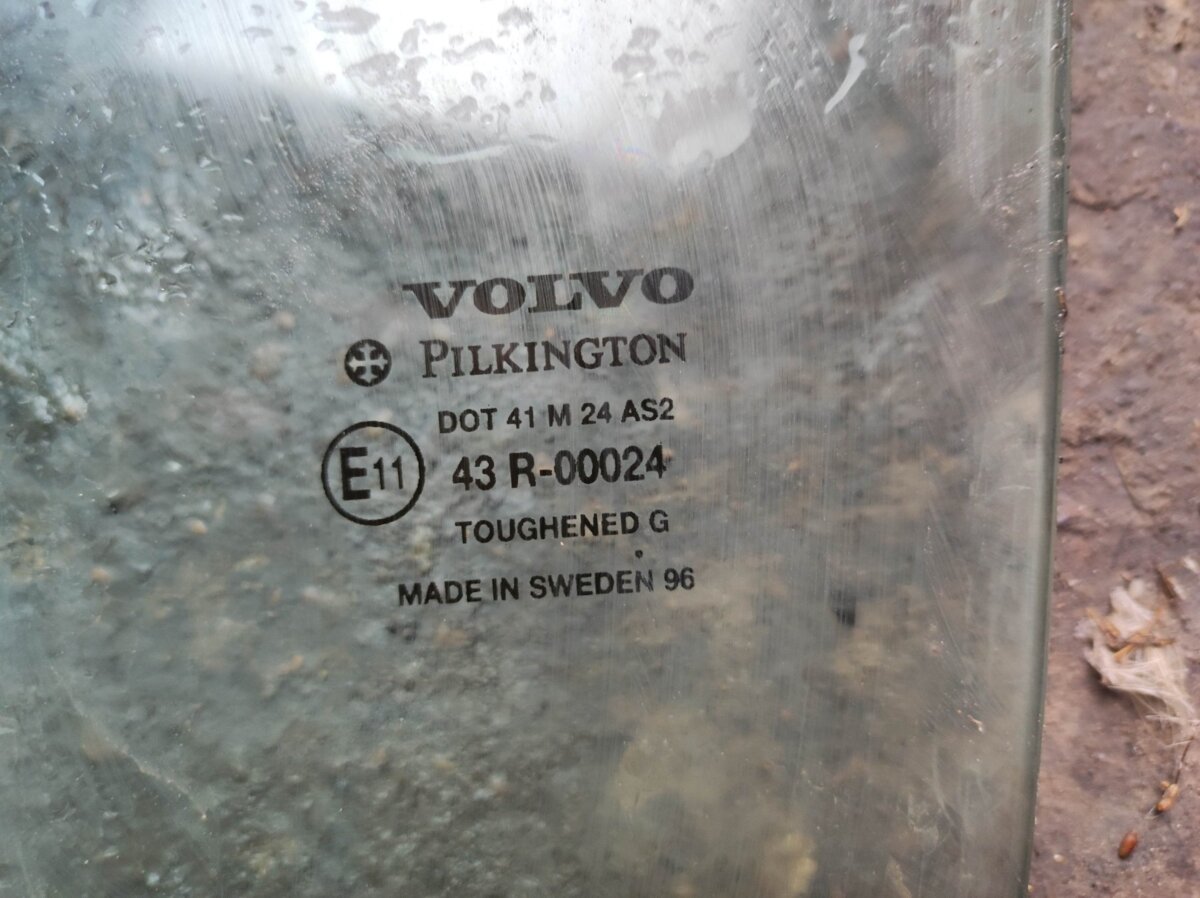 VOLVO
PILKINGTON
DOT 41 M 24 AS2
E11 43 R-00024
TOUGHENED G
MADE IN SWEDEN 96